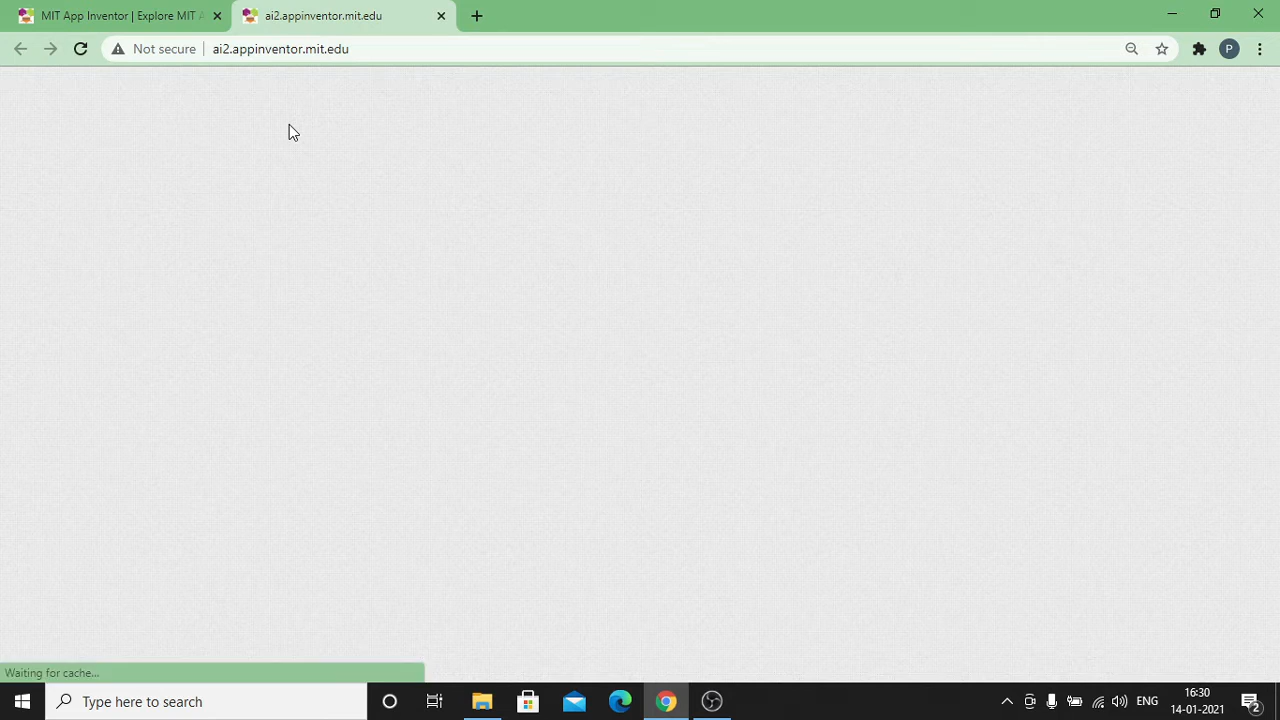 MIT App Inventor | Explore MIT A
ai2.appinventor.mit.edu
Not secure
ai2.appinventor.mit.edu
P
Waiting for cache...
Type here to search
ENG
16:30
14-01-2021
2